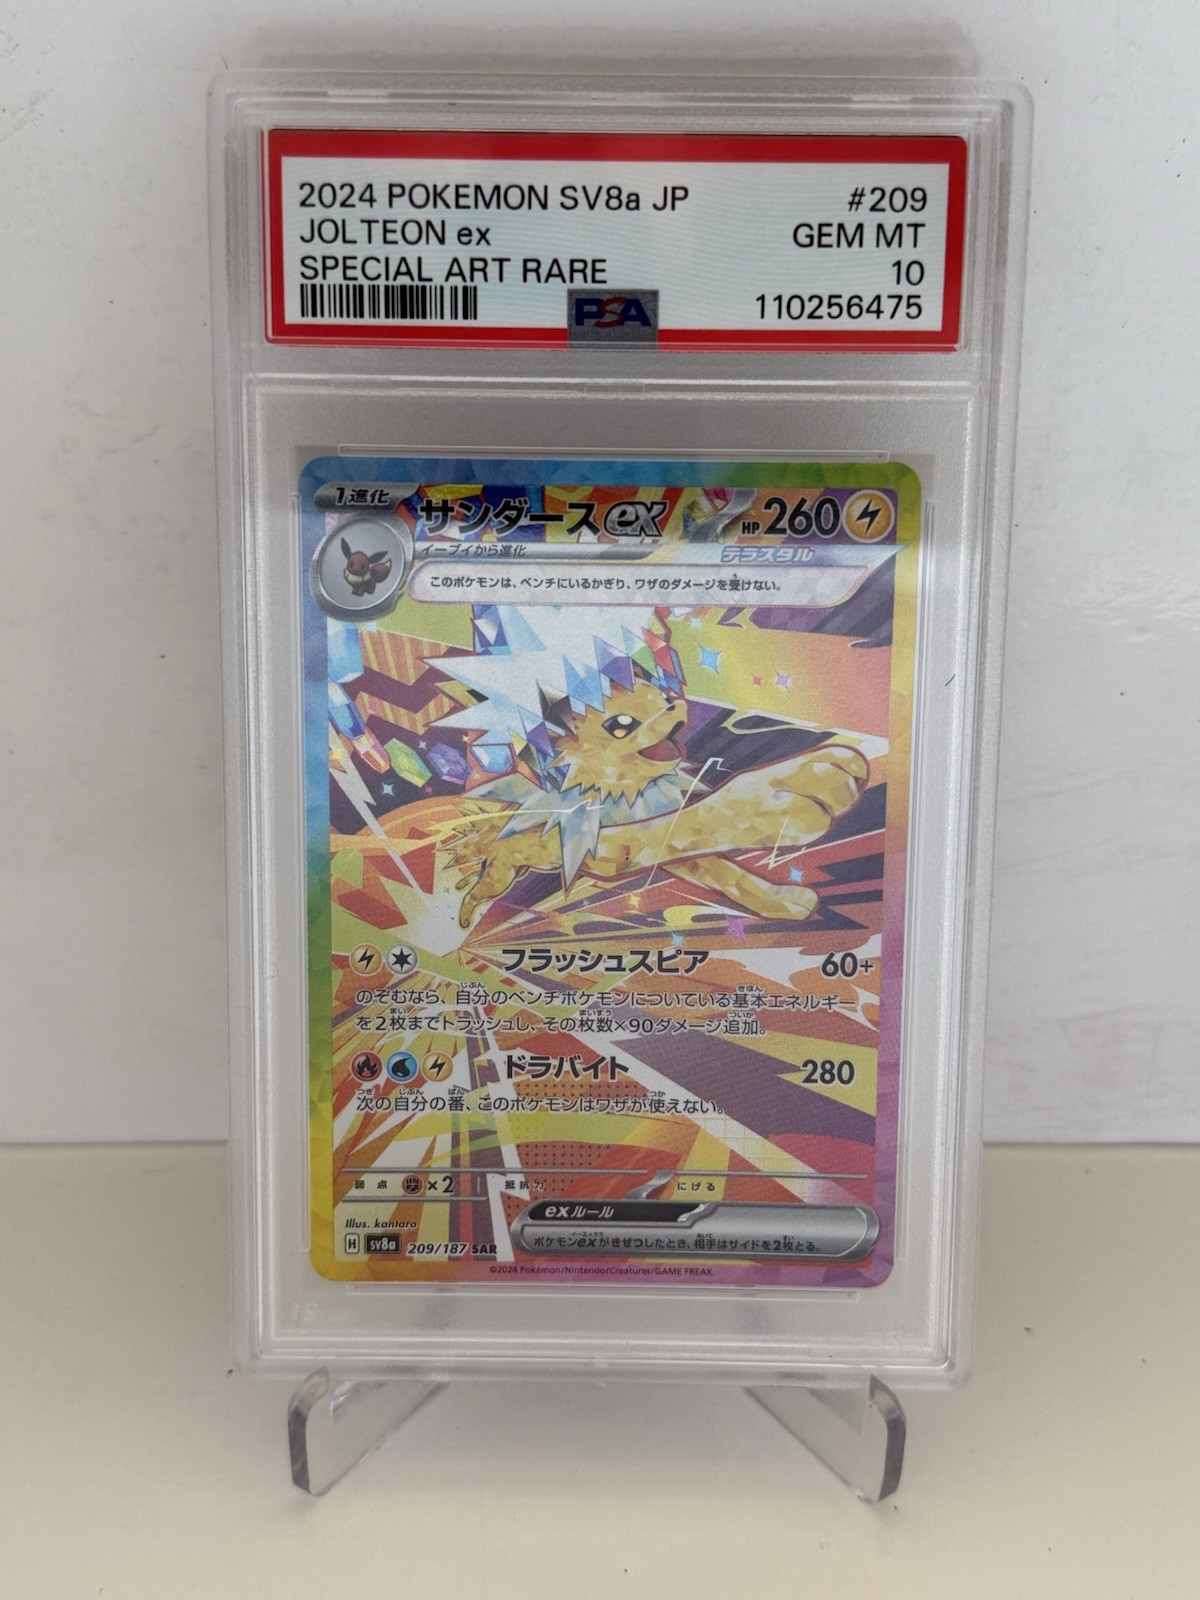 2024 POKEMON SV8a JP #209
JOLTEON ex GEM MT
SPECIAL ART RARE 10
PSA 110256475
1進化 サンダースex HP260
イーブイから進化 テラスタル
このポケモンは、ベンチにいるかぎり、ワザのダメージを受けない。
フラッシュスピア 60+
のぞむなら、自分のベンチポケモンについている基本エネルギー
を2枚までトラッシュし、その枚数×90ダメージ追加。
ドラバイト 280
次の自分の番、このポケモンはワザが使えない。
弱点 ×2 抵抗力 にげる
Illus. kantaro
exルール
ポケモンexがきぜつしたとき、相手はサイドを2枚とる。
H sv8a 209/187 SAR
©2024 Pokémon/Nintendo/Creatures/GAME FREAK.